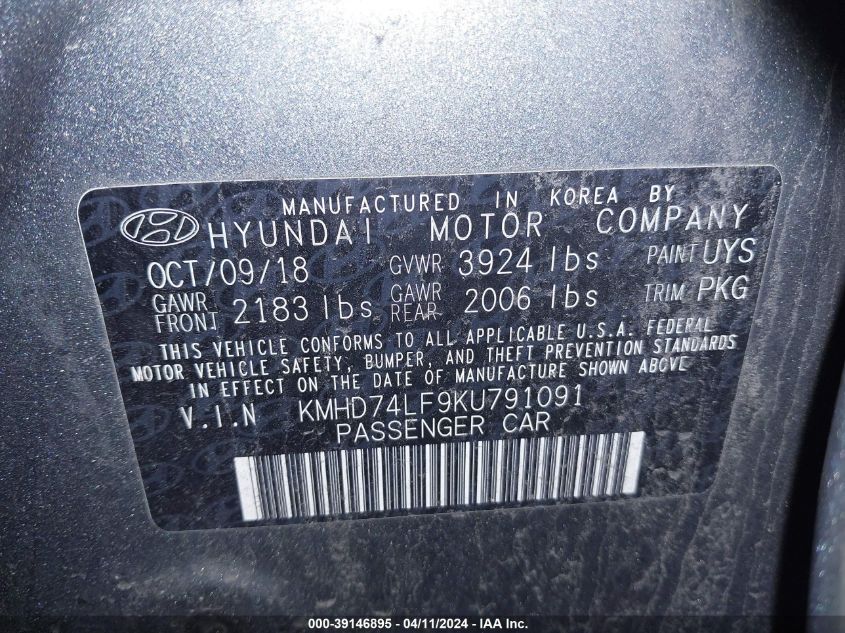 MANUFACTURED IN KOREA BY
HYUNDAI MOTOR COMPANY
OCT/09/18 GVWR 3924 lbs PAINT UYS
GAWR FRONT 2183 lbs GAWR REAR 2006 lbs TRIM PKG
THIS VEHICLE CONFORMS TO ALL APPLICABLE U.S.A. FEDERAL
MOTOR VEHICLE SAFETY, BUMPER, AND THEFT PREVENTION STANDARDS
IN EFFECT ON THE DATE OF MANUFACTURE SHOWN ABOVE
V.I.N KMHD74LF9KU791091
PASSENGER CAR
000-39146895 - 04/11/2024 - IAA Inc.